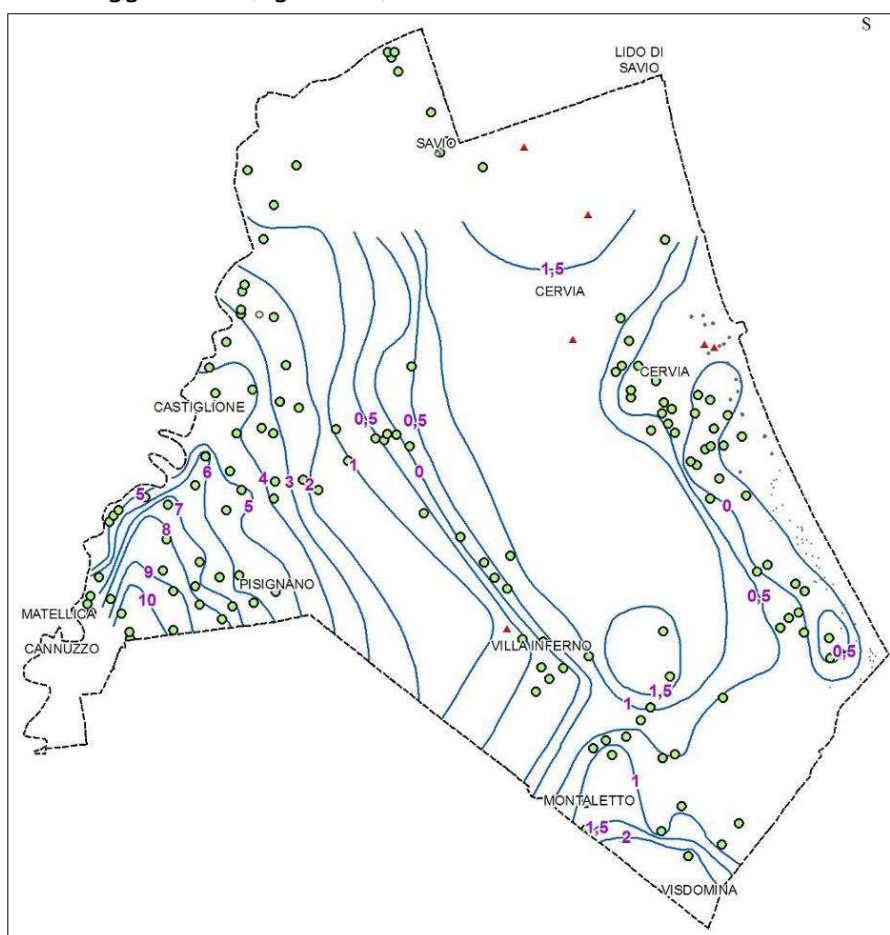 S
LIDO DI
SAVIO
SAVIO
1,5
CERVIA
CERVIA
CASTIGLIONE
0,5
0,5
6
4
3
2
1
0
5
7
5
0
8
9
PISIGNANO
10
0,5
MATELLICA
CANNUZZO
VILLA INFERNO
0,5
1,5
1
1
MONTALETTO
1,5
2
VISDOMINA